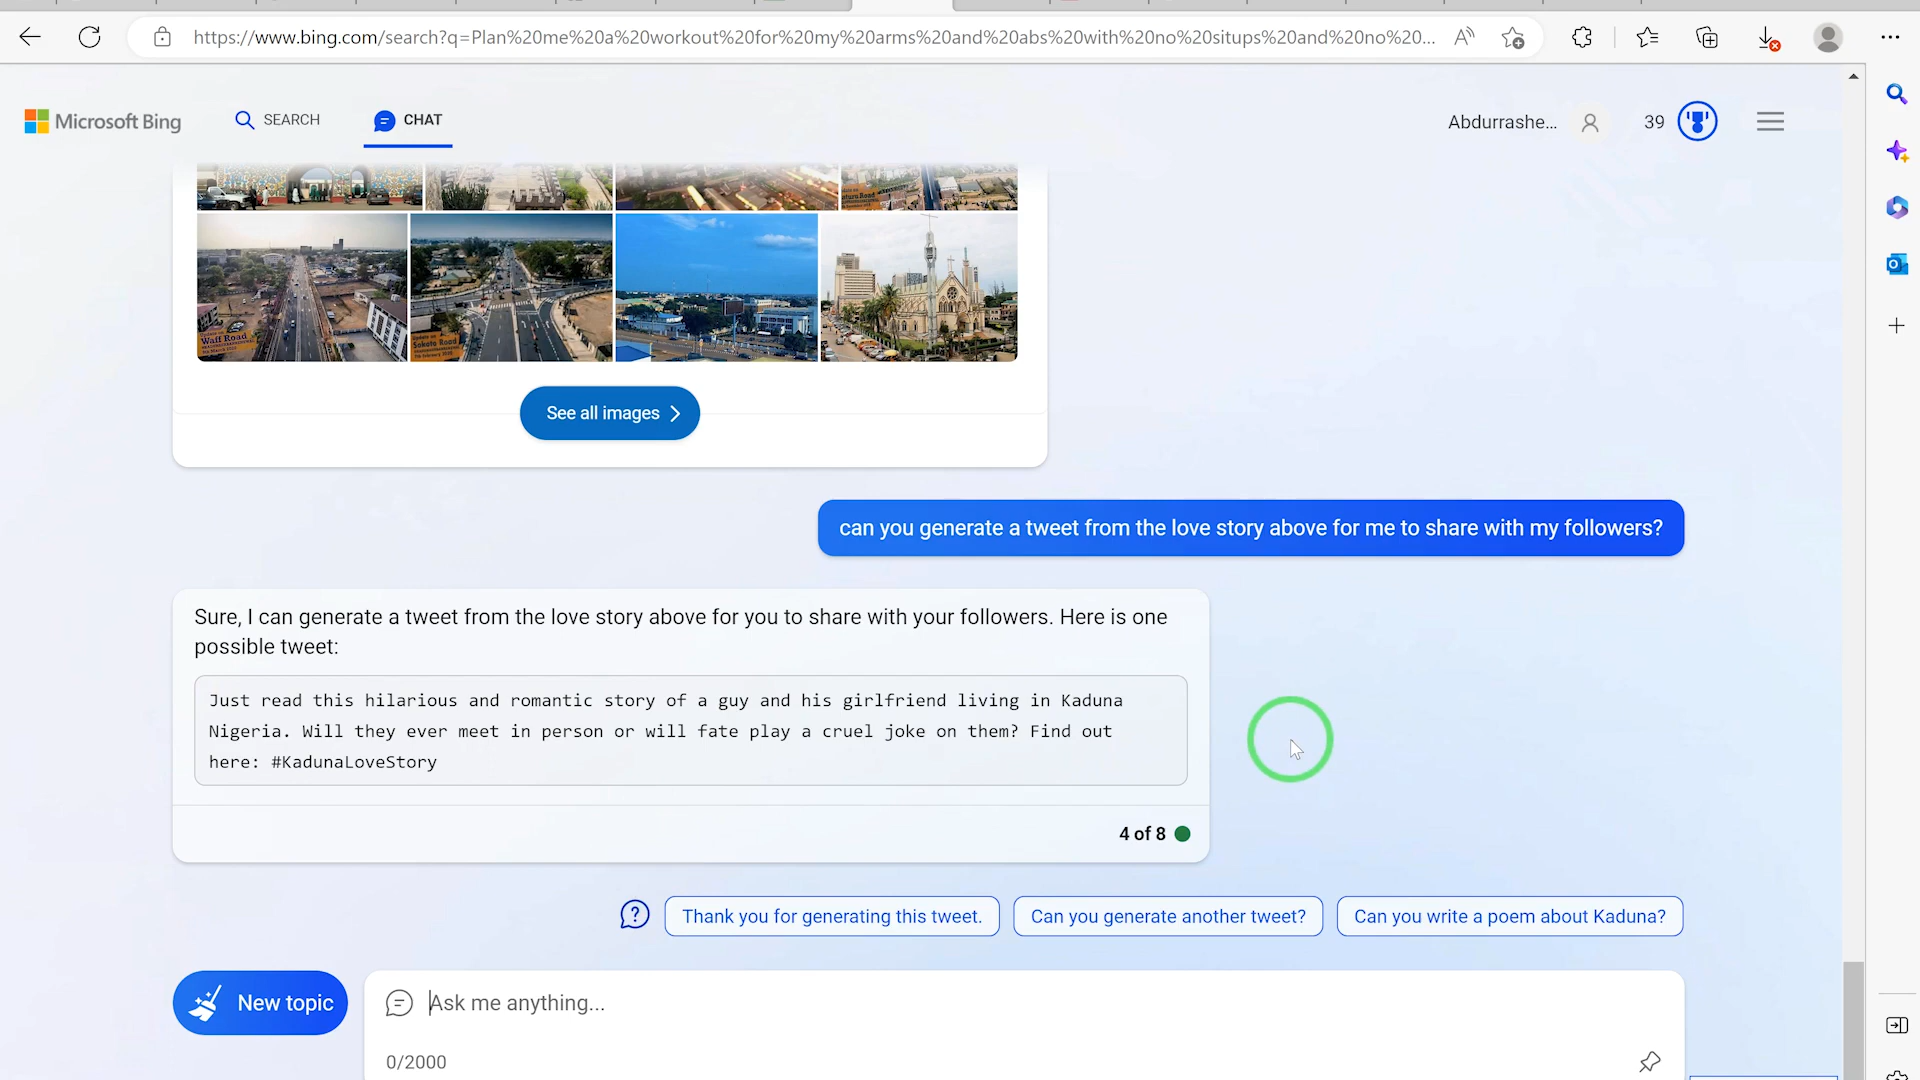 https://www.bing.com/search?q=Plan%20me%20a%20workout%20for%20my%20arms%20and%20abs%20with%20no%20situps%20and%20no%20...
Microsoft Bing
SEARCH
CHAT
Abdurrashe...
39
Waff Road
Sokoto Road
See all images
can you generate a tweet from the love story above for me to share with my followers?
Sure, I can generate a tweet from the love story above for you to share with your followers. Here is one
possible tweet:
Just read this hilarious and romantic story of a guy and his girlfriend living in Kaduna
Nigeria. Will they ever meet in person or will fate play a cruel joke on them? Find out
here: #KadunaLoveStory
4 of 8
Thank you for generating this tweet.
Can you generate another tweet?
Can you write a poem about Kaduna?
New topic
Ask me anything...
0/2000